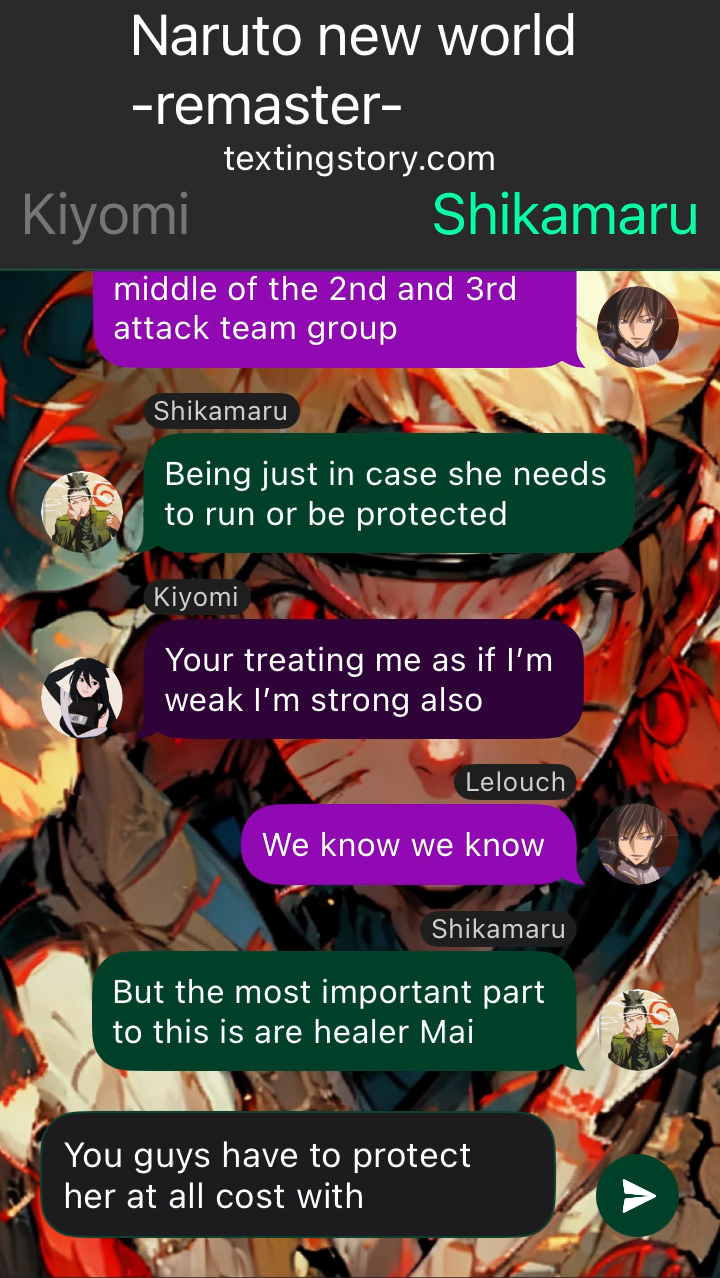 Naruto new world
-remaster-
textingstory.com
Kiyomi
Shikamaru
middle of the 2nd and 3rd
attack team group
Shikamaru
Being just in case she needs
to run or be protected
Kiyomi
Your treating me as if I’m
weak I’m strong also
Lelouch
We know we know
Shikamaru
But the most important part
to this is are healer Mai
You guys have to protect
her at all cost with